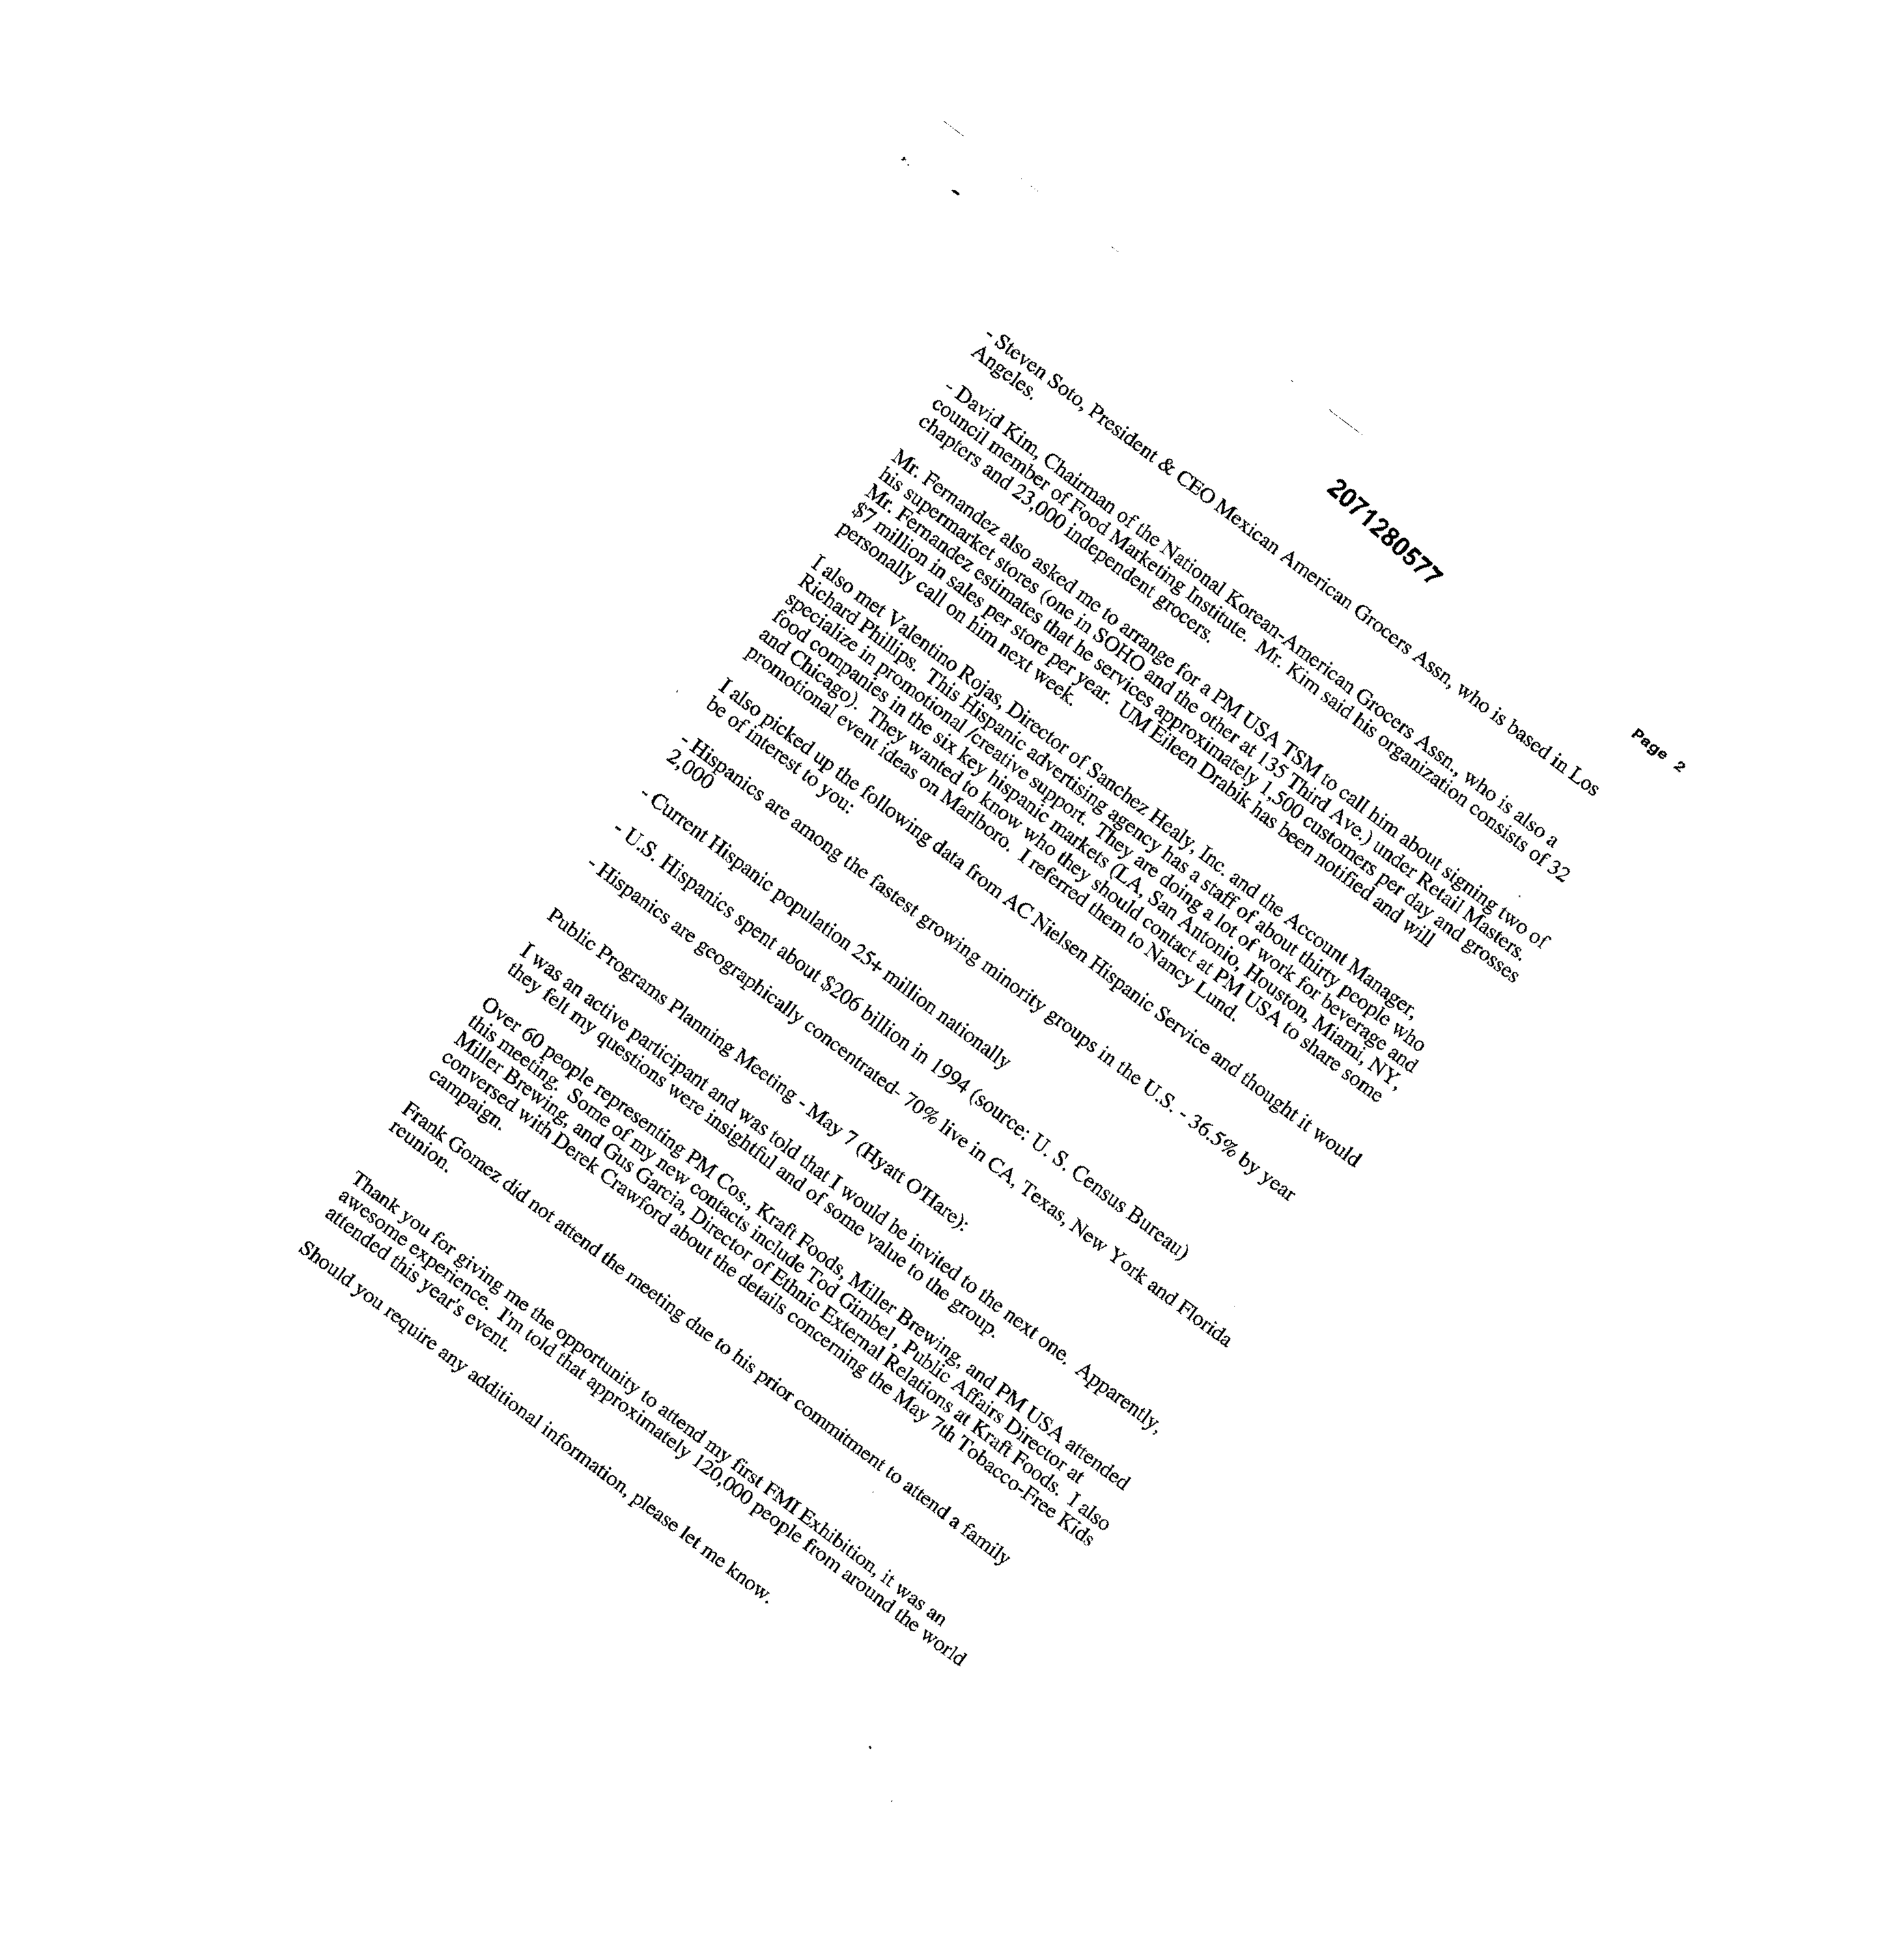 Page 2
2071280577
- Steven Soto, President & CEO Mexican American Grocers Assn, who is based in Los
Angeles.
- David Kim, Chairman of the National Korean-American Grocers Assn., who is also a
council member of Food Marketing Institute. Mr. Kim said his organization consists of 32
chapters and 23,000 independent grocers.
Mr. Fernandez also asked me to arrange for a PM USA TSM to call him about signing two of
his supermarket stores (one in SOHO and the other at 135 Third Ave.) under Retail Masters.
Mr. Fernandez estimates that he services approximately 1,500 customers per day and grosses
$7 million in sales per store per year. UM Eileen Drabik has been notified and will
personally call on him next week.
I also met Valentino Rojas, Director of Sanchez Healy, Inc. and the Account Manager,
Richard Phillips. This Hispanic advertising agency has a staff of about thirty people who
specialize in promotional /creative support. They are doing a lot of work for beverage and
food companies in the six key hispanic markets (LA, San Antonio, Houston, Miami, NY,
and Chicago). They wanted to know who they should contact at PM USA to share some
promotional event ideas on Marlboro. I referred them to Nancy Lund.
I also picked up the following data from AC Nielsen Hispanic Service and thought it would
be of interest to you:
- Hispanics are among the fastest growing minority groups in the U.S. - 36.5% by year
2,000
- Current Hispanic population 25+ million nationally
- U.S. Hispanics spent about $206 billion in 1994 (source: U. S. Census Bureau)
- Hispanics are geographically concentrated- 70% live in CA, Texas, New York and Florida
Public Programs Planning Meeting - May 7 (Hyatt O'Hare):
I was an active participant and was told that I would be invited to the next one. Apparently,
they felt my questions were insightful and of some value to the group.
Over 60 people representing PM Cos., Kraft Foods, Miller Brewing, and PM USA attended
this meeting. Some of my new contacts include Tod Gimbel , Public Affairs Director at
Miller Brewing, and Gus Garcia, Director of Ethnic External Relations at Kraft Foods. I also
conversed with Derek Crawford about the details concerning the May 7th Tobacco-Free Kids
campaign.
Frank Gomez did not attend the meeting due to his prior commitment to attend a family
reunion.
Thank you for giving me the opportunity to attend my first FMI Exhibition, it was an
awesome experience. I'm told that approximately 120,000 people from around the world
attended this year's event.
Should you require any additional information, please let me know.